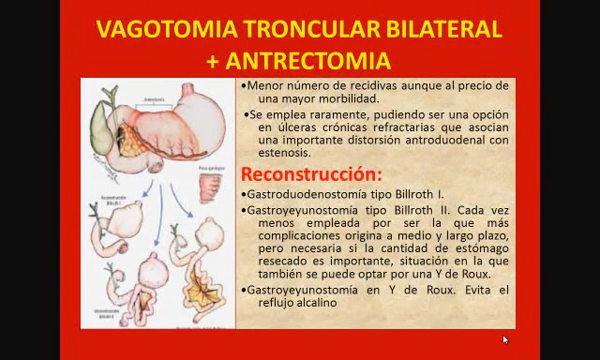 VAGOTOMIA TRONCULAR BILATERAL
+ ANTRECTOMIA
•Menor número de recidivas aunque al precio de
una mayor morbilidad.
•Se emplea raramente, pudiendo ser una opción
en úlceras crónicas refractarias que asocian
una importante distorsión antroduodenal con
estenosis.
Reconstrucción:
•Gastroduodenostomía tipo Billroth I.
•Gastroyeyunostomía tipo Billroth II. Cada vez
menos empleada por ser la que más
complicaciones origina a medio y largo plazo,
pero necesaria si la cantidad de estómago
resecado es importante, situación en la que
también se puede optar por una Y de Roux.
•Gastroyeyunostomía en Y de Roux. Evita el
reflujo alcalino